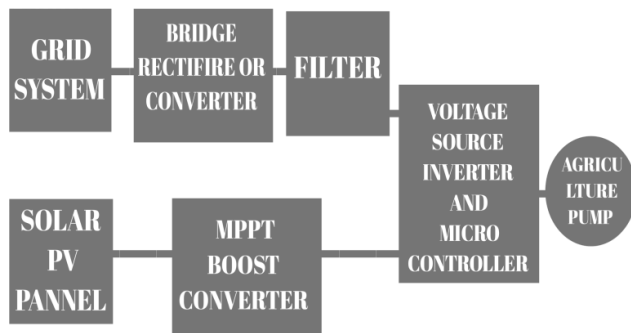 GRID
SYSTEM
BRIDGE
RECTIFIRE OR
CONVERTER
FILTER
VOLTAGE
SOURCE
INVERTER
AND
MICRO
CONTROLLER
AGRICU
LTURE
PUMP
SOLAR
PV
PANNEL
MPPT
BOOST
CONVERTER